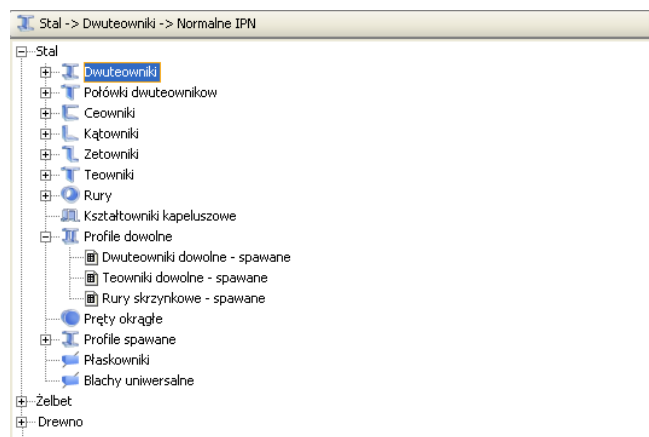 Stal -> Dwuteowniki -> Normalne IPN
Stal
Dwuteowniki
Połówki dwuteownikow
Ceowniki
Kątowniki
Zetowniki
Teowniki
Rury
Kształtowniki kapeluszowe
Profile dowolne
Dwuteowniki dowolne - spawane
Teowniki dowolne - spawane
Rury skrzynkowe - spawane
Pręty okrągłe
Profile spawane
Płaskowniki
Blachy uniwersalne
Żelbet
Drewno